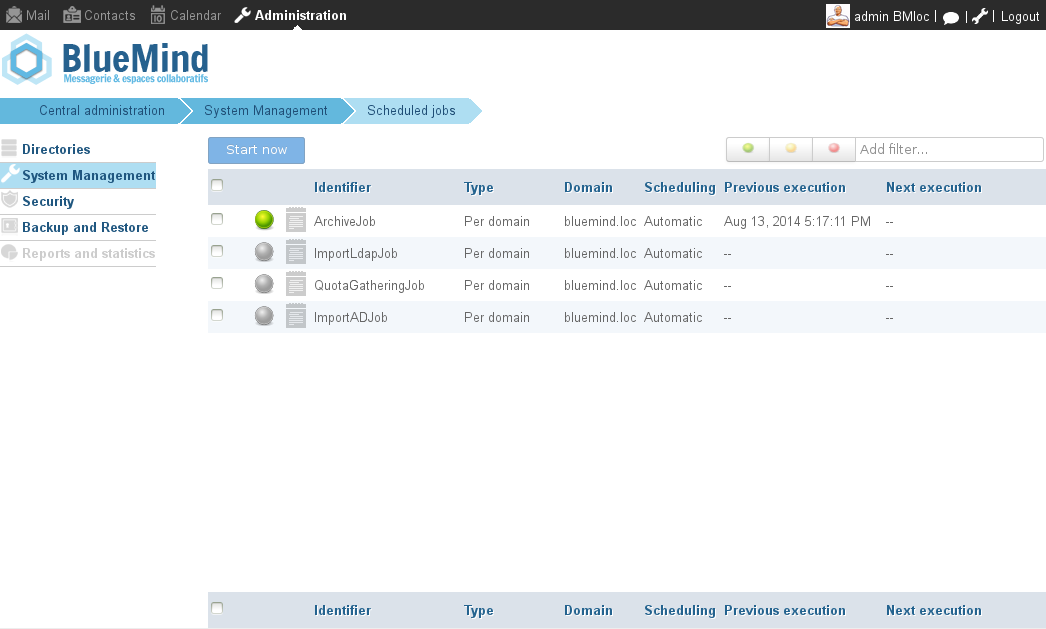 Mail Contacts Calendar Administration admin BMloc | | | Logout
BlueMind
Messagerie & espaces collaboratifs
Central administration System Management Scheduled jobs
Directories
System Management
Security
Backup and Restore
Reports and statistics
Start now Add filter...
Identifier Type Domain Scheduling Previous execution Next execution
ArchiveJob Per domain bluemind.loc Automatic Aug 13, 2014 5:17:11 PM --
ImportLdapJob Per domain bluemind.loc Automatic -- --
QuotaGatheringJob Per domain bluemind.loc Automatic -- --
ImportADJob Per domain bluemind.loc Automatic -- --
Identifier Type Domain Scheduling Previous execution Next execution